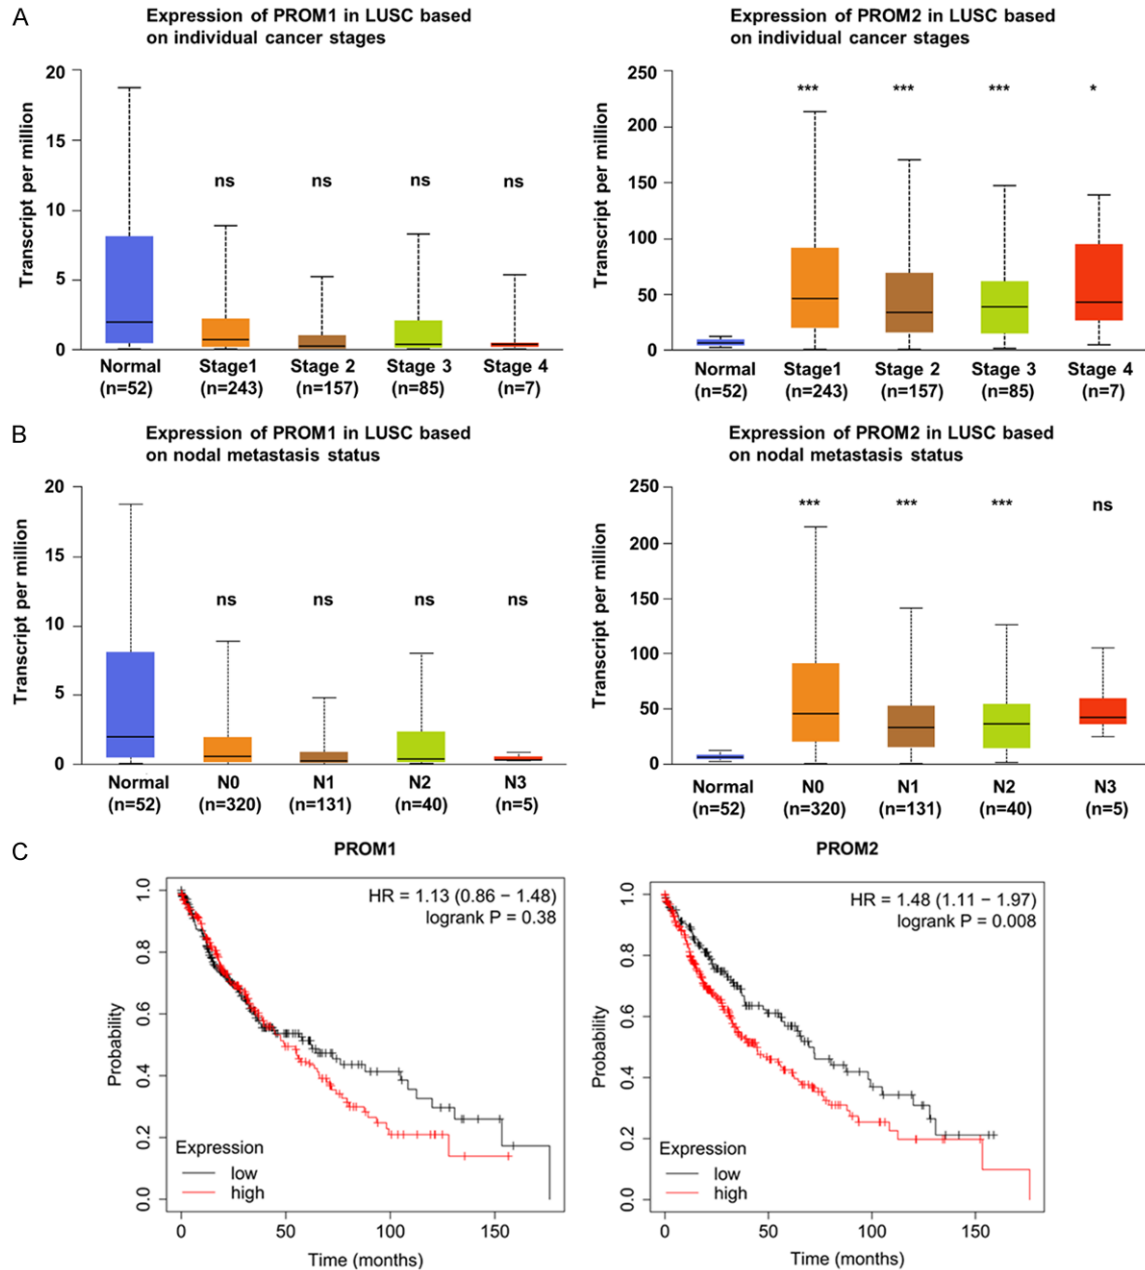 A
Expression of PROM1 in LUSC based
on individual cancer stages
Transcript per million
20
15
10
5
0
ns
ns
ns
ns
Normal
(n=52)
Stage1
(n=243)
Stage 2
(n=157)
Stage 3
(n=85)
Stage 4
(n=7)
Expression of PROM2 in LUSC based
on individual cancer stages
Transcript per million
250
200
150
100
50
0
***
***
***
*
Normal
(n=52)
Stage1
(n=243)
Stage 2
(n=157)
Stage 3
(n=85)
Stage 4
(n=7)
B
Expression of PROM1 in LUSC based
on nodal metastasis status
Transcript per million
20
15
10
5
0
ns
ns
ns
ns
Normal
(n=52)
N0
(n=320)
N1
(n=131)
N2
(n=40)
N3
(n=5)
Expression of PROM2 in LUSC based
on nodal metastasis status
Transcript per million
250
200
150
100
50
0
***
***
***
ns
Normal
(n=52)
N0
(n=320)
N1
(n=131)
N2
(n=40)
N3
(n=5)
C
PROM1
HR = 1.13 (0.86 − 1.48)
logrank P = 0.38
Probability
1.0
0.8
0.6
0.4
0.2
0.0
Expression
low
high
0 50 100 150
Time (months)
PROM2
HR = 1.48 (1.11 − 1.97)
logrank P = 0.008
Probability
1.0
0.8
0.6
0.4
0.2
0.0
Expression
low
high
0 50 100 150
Time (months)